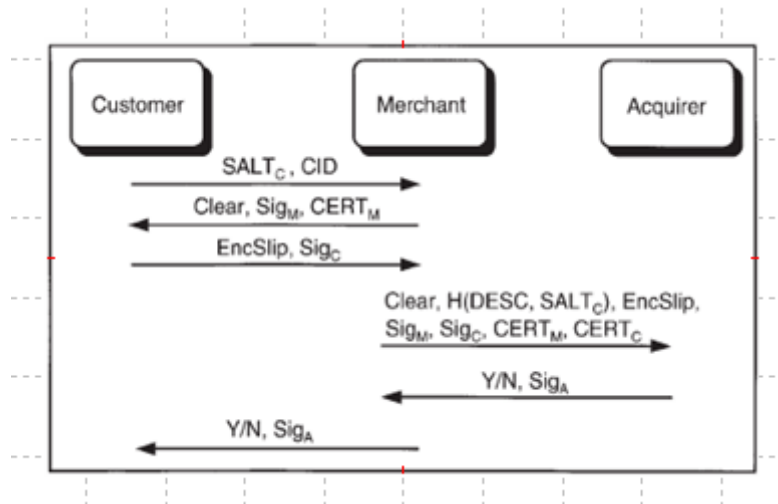 Customer
Merchant
Acquirer
SALT_C, CID
Clear, Sig_M, CERT_M
EncSlip, Sig_C
Clear, H(DESC, SALT_C), EncSlip,
Sig_M, Sig_C, CERT_M, CERT_C
Y/N, Sig_A
Y/N, Sig_A